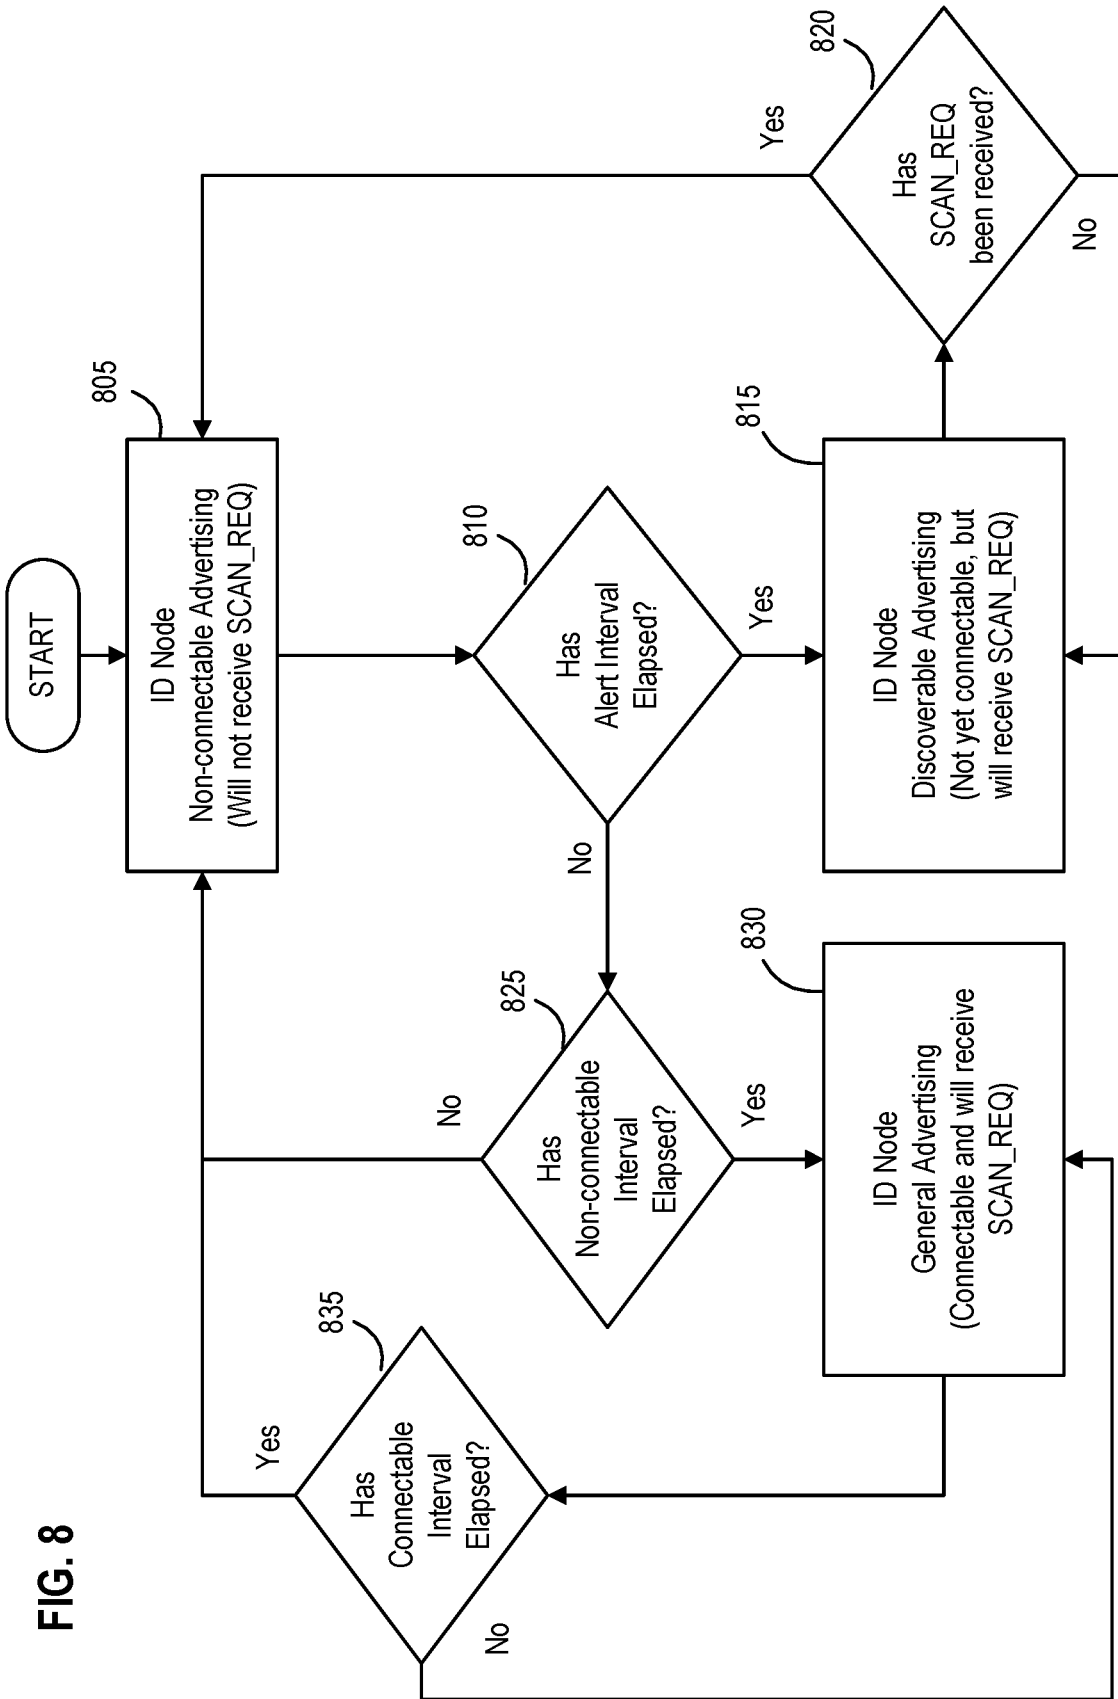 START
805
ID Node
Non-connectable Advertising
(Will not receive SCAN_REQ)
810
Has
Alert Interval
Elapsed?
Yes
No
815
ID Node
Discoverable Advertising
(Not yet connectable, but
will receive SCAN_REQ)
820
Has
SCAN_REQ
been received?
Yes
No
825
Has
Non-connectable
Interval
Elapsed?
No
Yes
830
ID Node
General Advertising
(Connectable and will receive
SCAN_REQ)
835
Has
Connectable
Interval
Elapsed?
Yes
No
FIG. 8